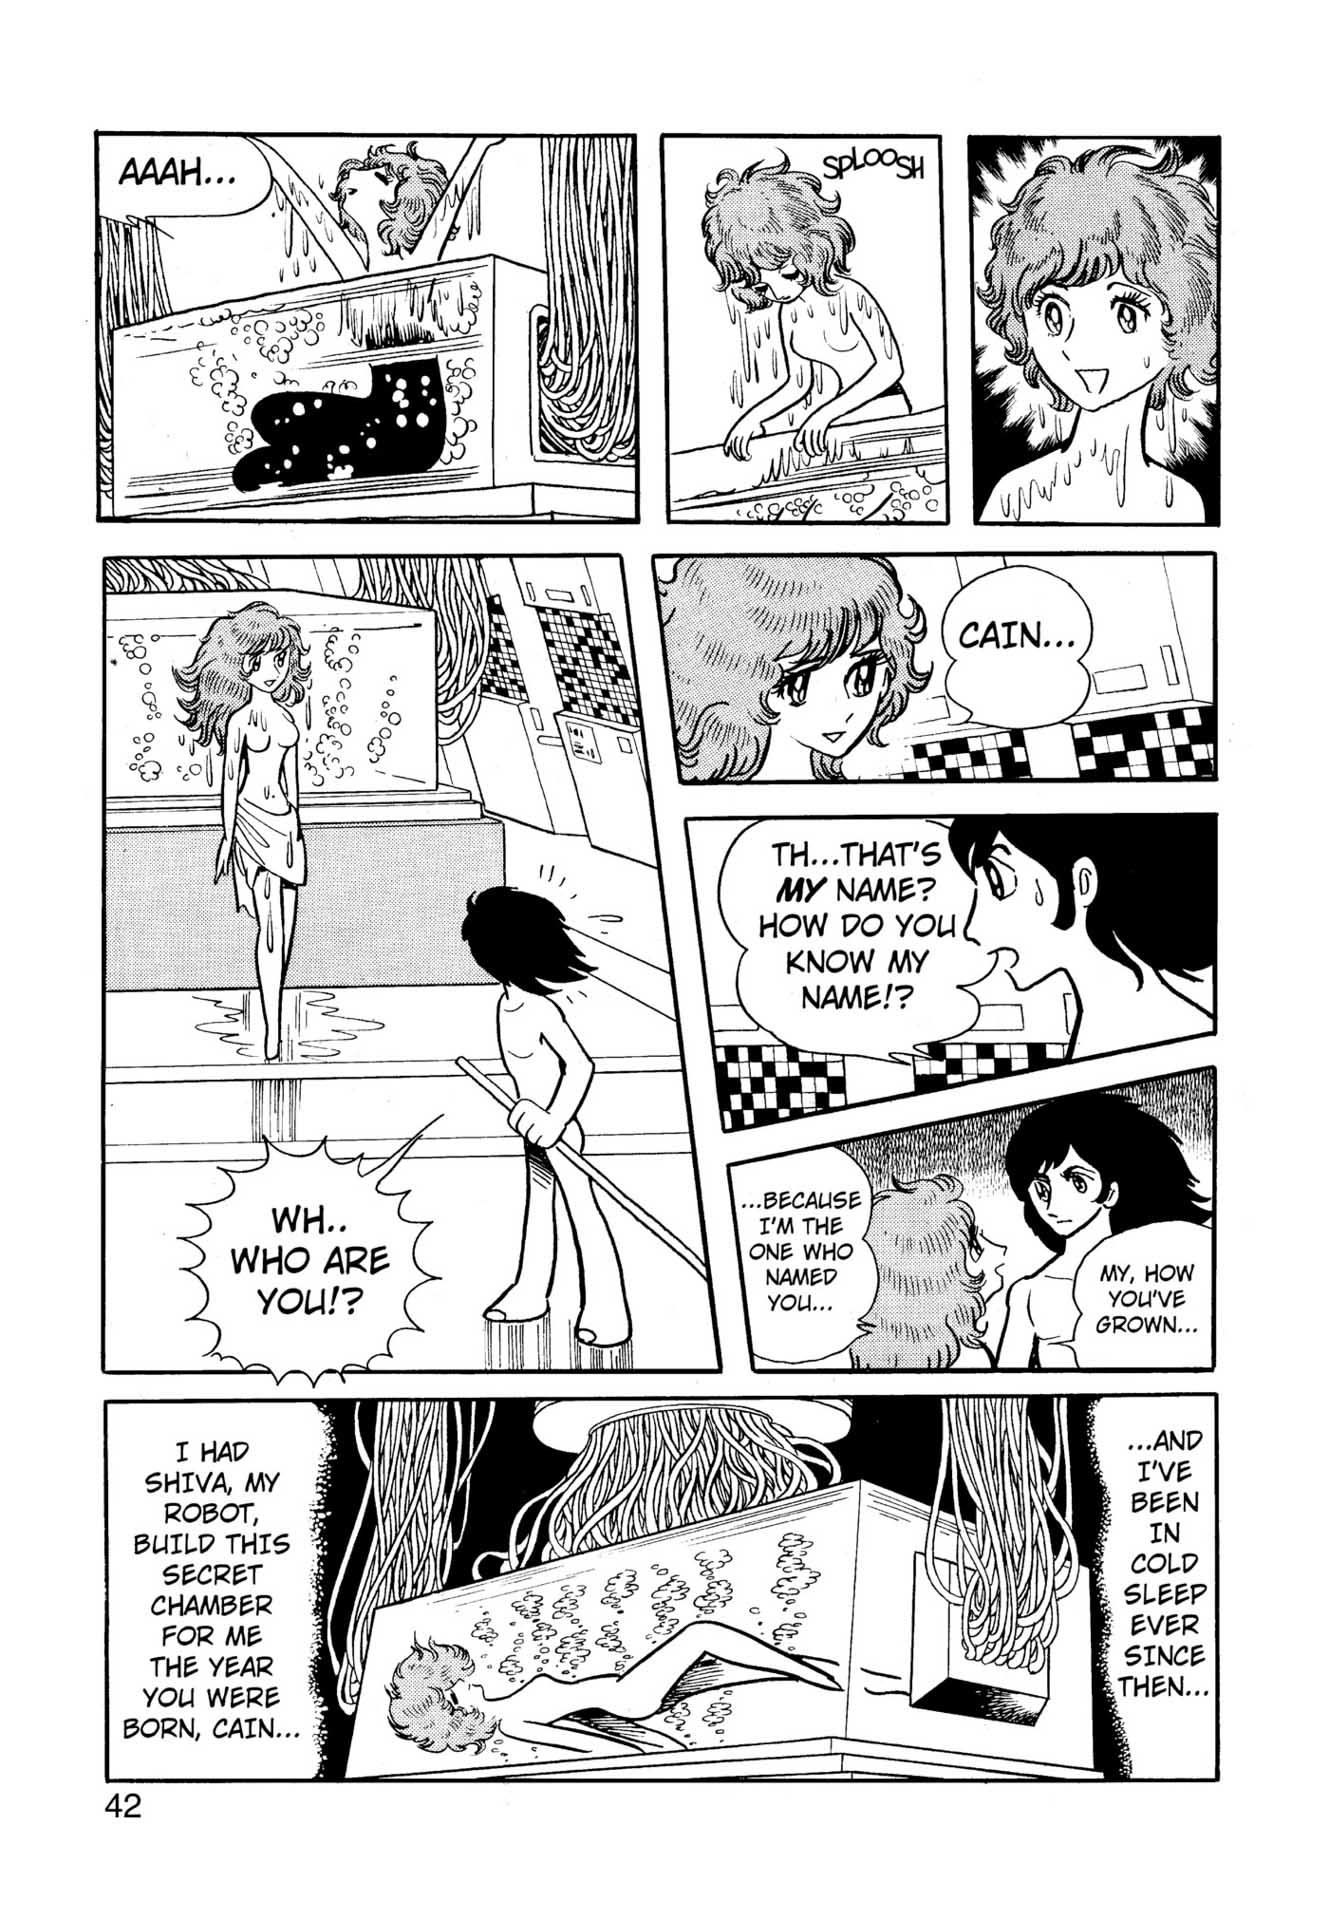 AAAH...
SPLOOSH
CAIN...
WH..
WHO ARE
YOU!?
TH...THAT'S
MY NAME?
HOW DO YOU
KNOW MY
NAME!?
...BECAUSE
I'M THE
ONE WHO
NAMED
YOU...
MY, HOW
YOU'VE
GROWN...
I HAD
SHIVA, MY
ROBOT,
BUILD THIS
SECRET
CHAMBER
FOR ME
THE YEAR
YOU WERE
BORN, CAIN...
...AND
I'VE
BEEN
IN
COLD
SLEEP
EVER
SINCE
THEN...
42